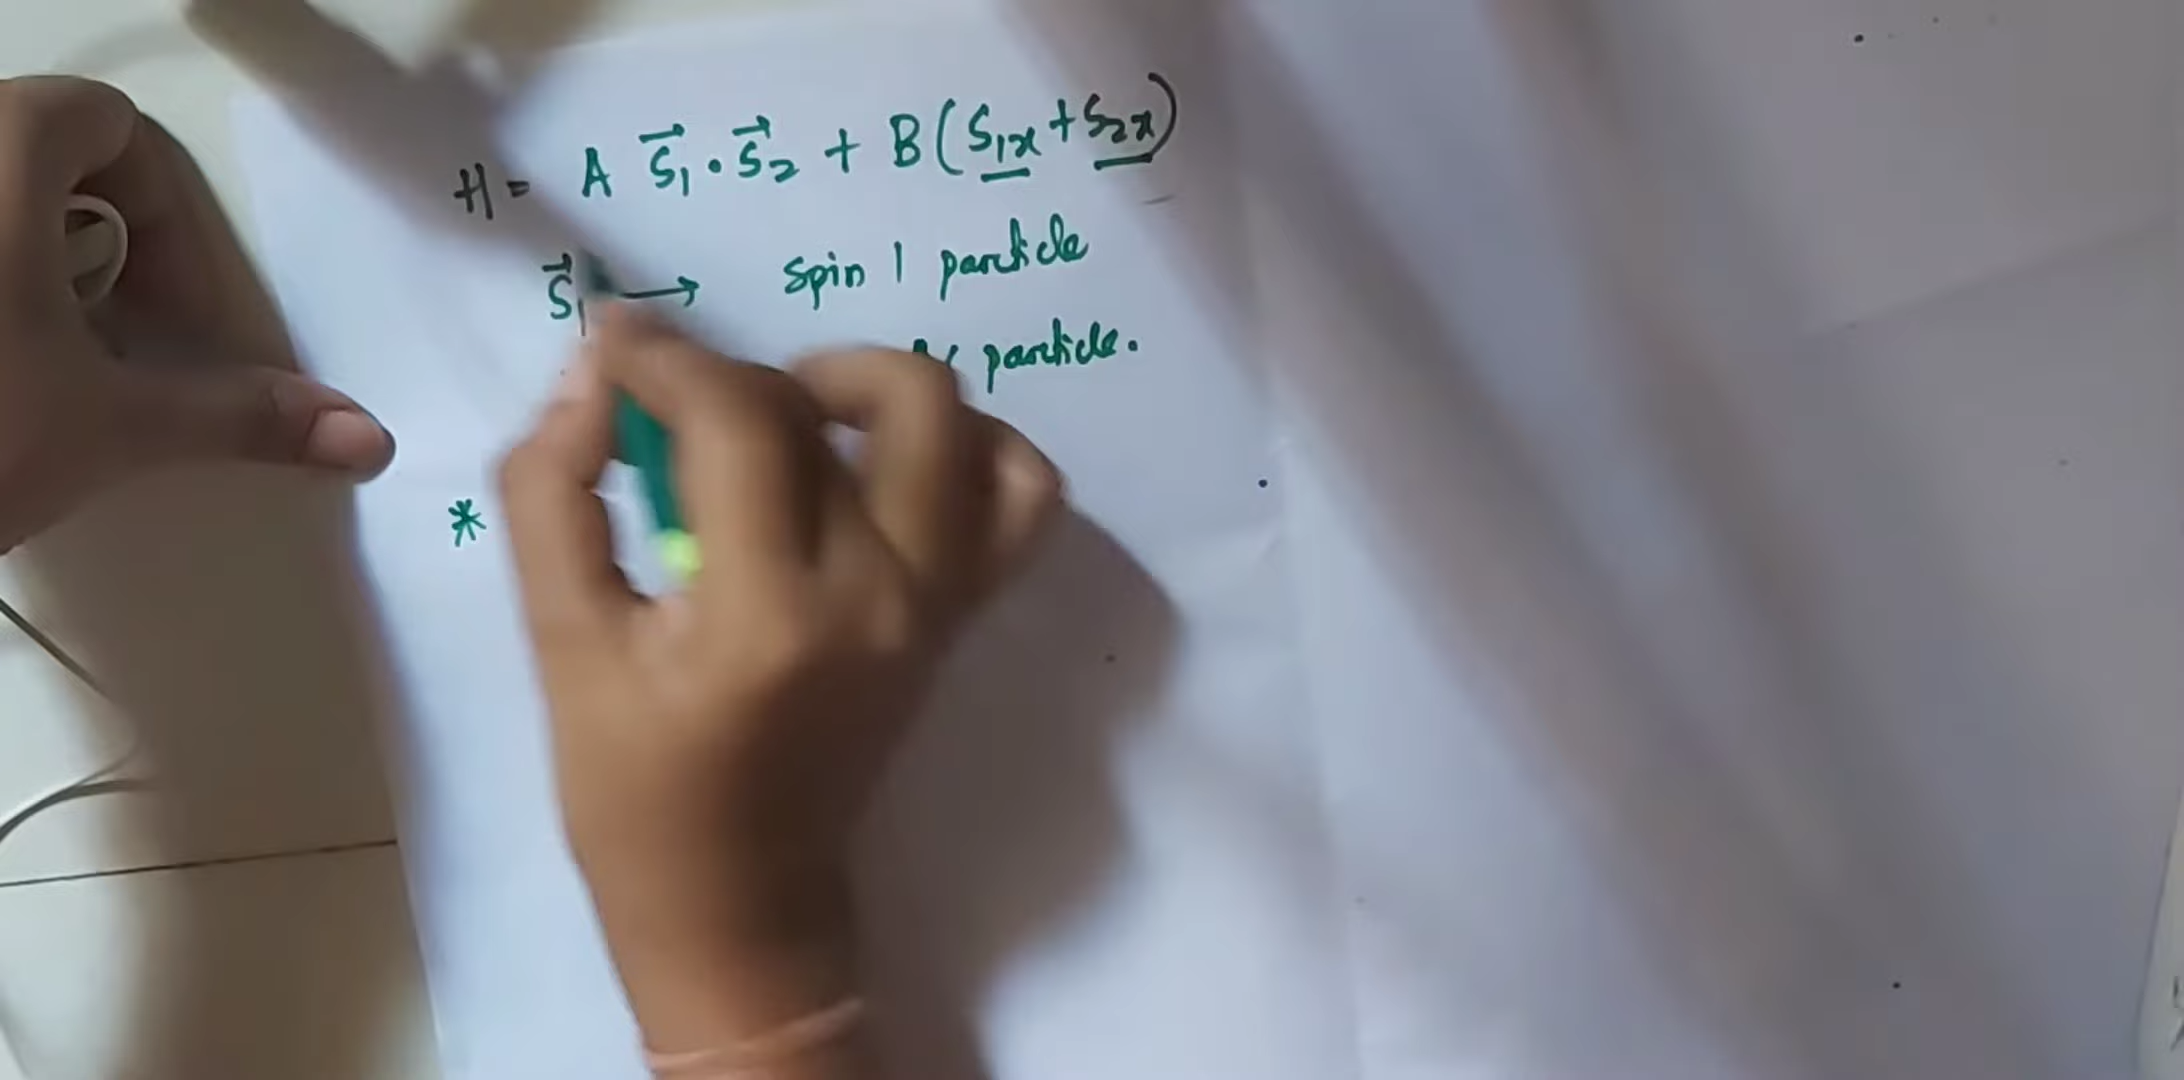 H = A S⃗₁ · S⃗₂ + B (S₁ₓ + S₂ₓ)
S⃗₁ → spin 1 particle
particle.
*